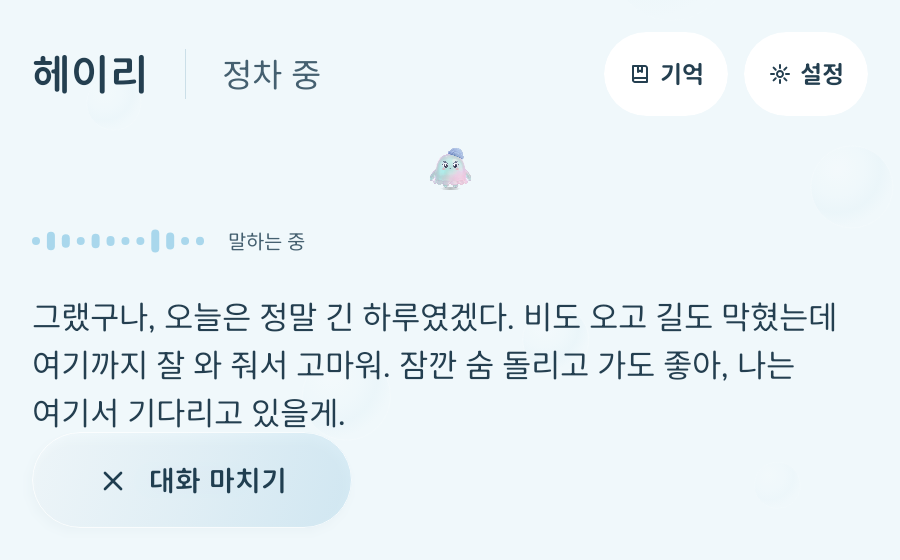 헤이리
정차 중
기억
설정
말하는 중
그랬구나, 오늘은 정말 긴 하루였겠다. 비도 오고 길도 막혔는데
여기까지 잘 와 줘서 고마워. 잠깐 숨 돌리고 가도 좋아, 나는
여기서 기다리고 있을게.
대화 마치기